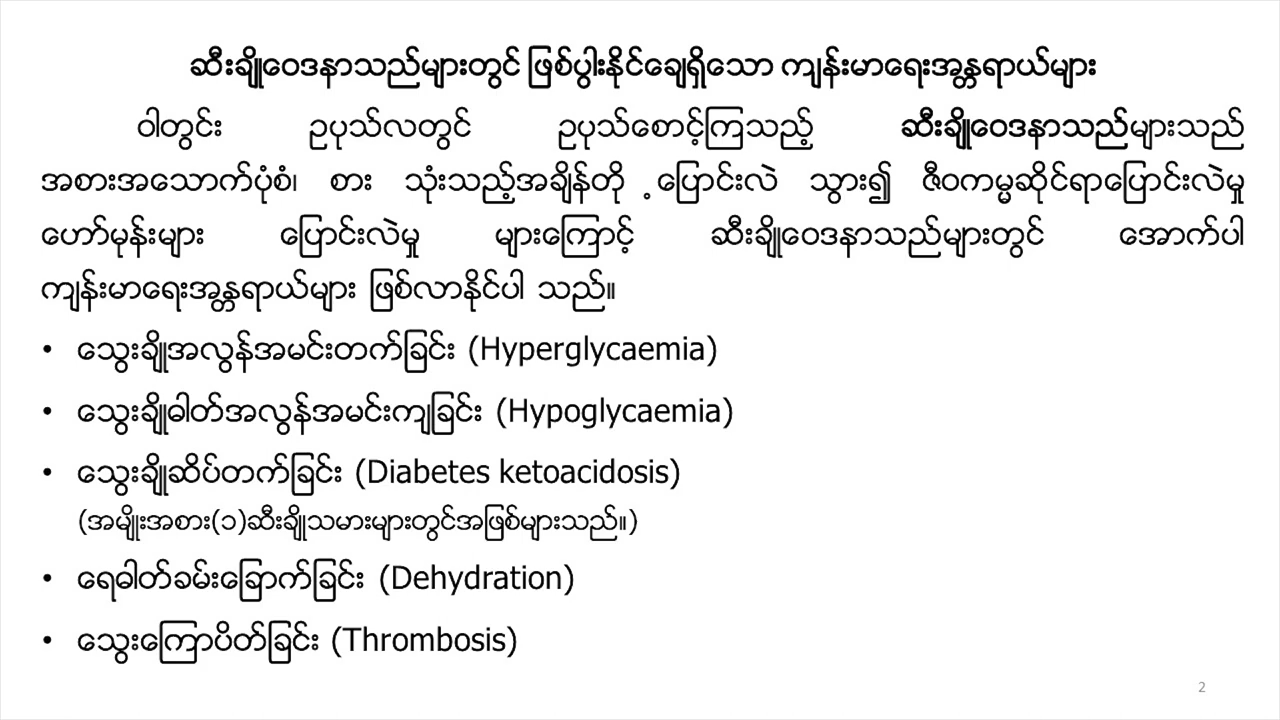 ဆီးချိုဝေဒနာသည်များတွင် ဖြစ်ပွါးနိုင်ချေရှိသော ကျန်းမာရေးအန္တရာယ်များ
ဝါတွင်း ဥပုသ်လတွင် ဥပုသ်စောင့်ကြသည့် ဆီးချိုဝေဒနာသည်များသည်
အစားအသောက်ပုံစံ၊ စား သုံးသည့်အချိန်တို ့ပြောင်းလဲ သွား၍ ဇီဝကမ္မဆိုင်ရာပြောင်းလဲမှု
ဟော်မုန်းများ ပြောင်းလဲမှု များကြောင့် ဆီးချိုဝေဒနာသည်များတွင် အောက်ပါ
ကျန်းမာရေးအန္တရာယ်များ ဖြစ်လာနိုင်ပါ သည်။
• သွေးချိုအလွန်အမင်းတက်ခြင်း (Hyperglycaemia)
• သွေးချိုဓါတ်အလွန်အမင်းကျခြင်း (Hypoglycaemia)
• သွေးချိုဆိပ်တက်ခြင်း (Diabetes ketoacidosis)
(အမျိုးအစား(၁)ဆီးချိုသမားများတွင်အဖြစ်များသည်။)
• ရေဓါတ်ခမ်းခြောက်ခြင်း (Dehydration)
• သွေးကြောပိတ်ခြင်း (Thrombosis)
2